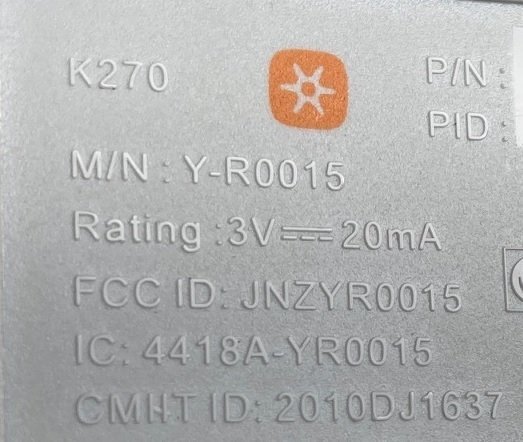 K270
P/N :
PID :
M/N : Y-R0015
Rating :3V⎓20mA
FCC ID: JNZYR0015
IC: 4418A-YR0015
CMIIT ID: 2010DJ1637